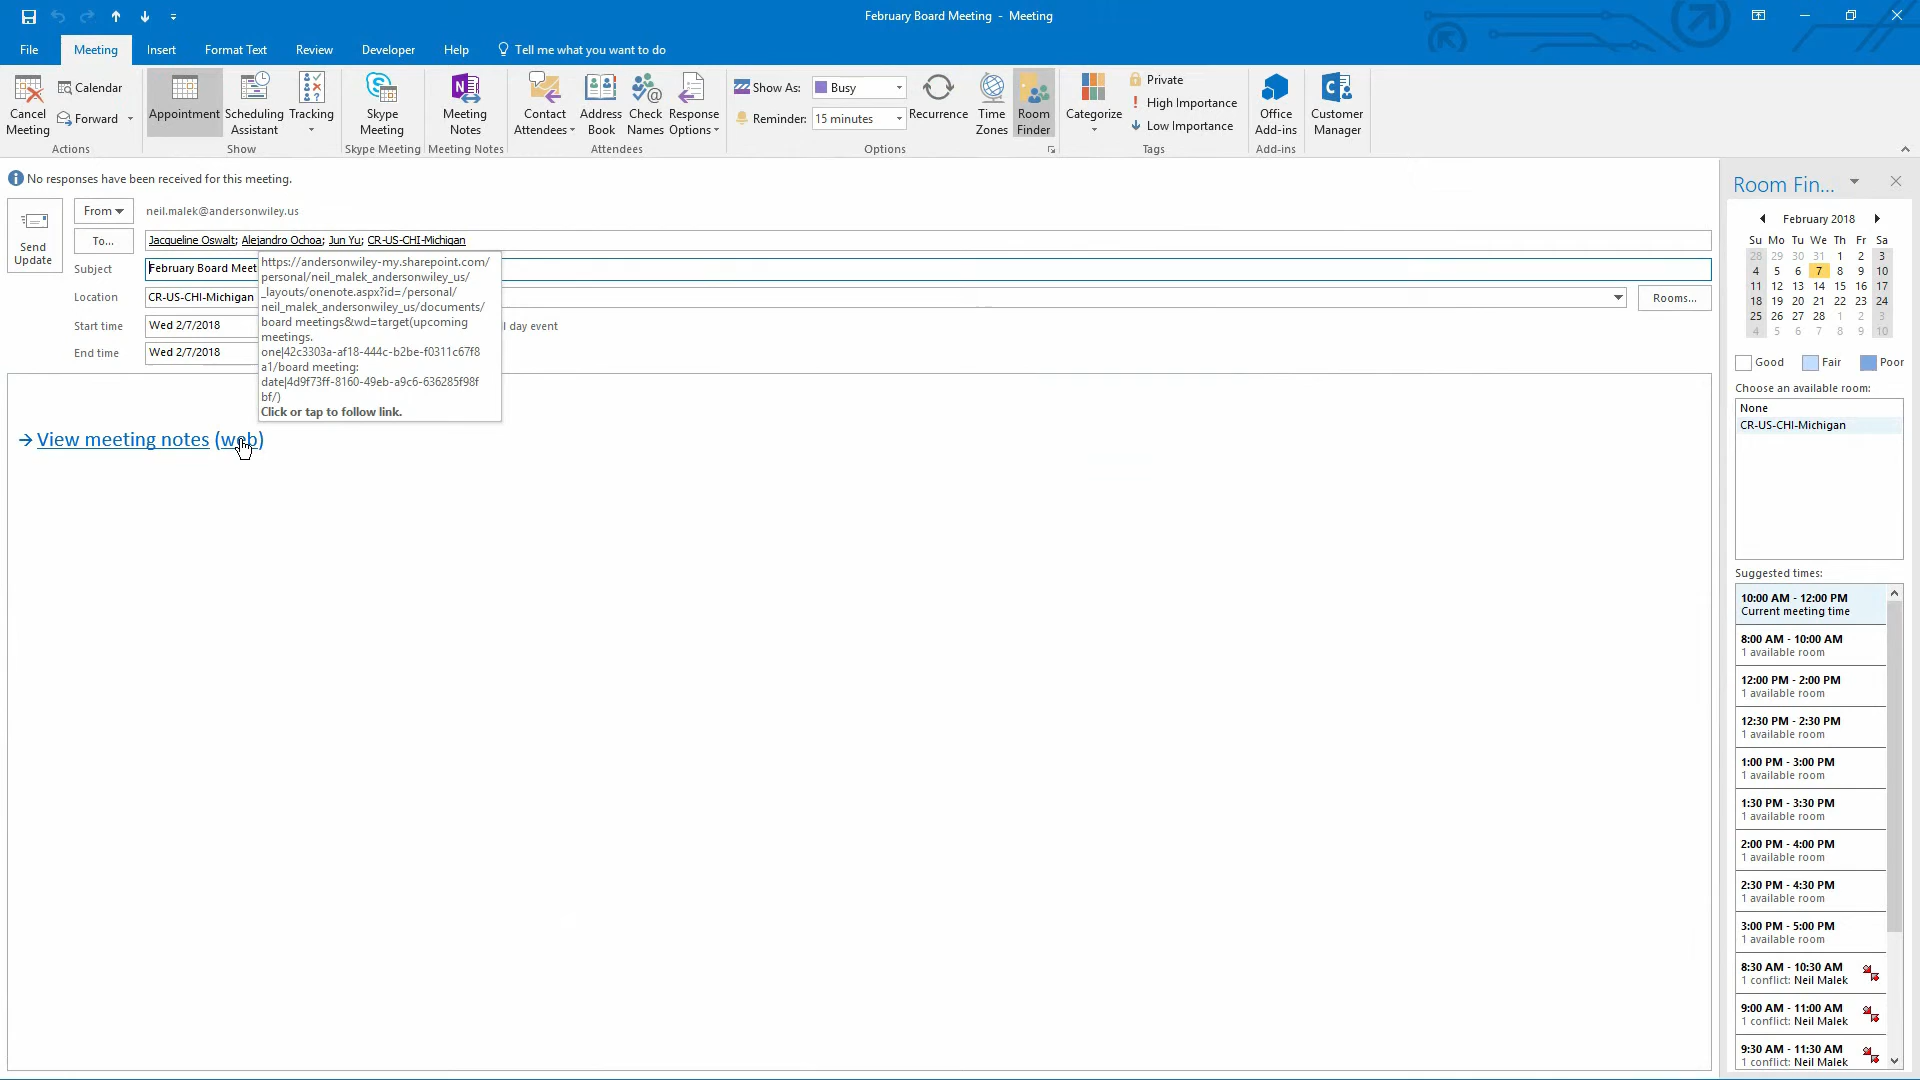 February Board Meeting - Meeting
File Meeting Insert Format Text Review Developer Help Tell me what you want to do
Cancel Meeting
Calendar
Forward
Actions
Appointment
Scheduling Assistant
Tracking
Show
Skype Meeting
Skype Meeting
Meeting Notes
Meeting Notes
Contact Attendees
Address Book
Check Names
Response Options
Attendees
Show As: Busy
Reminder: 15 minutes
Recurrence
Time Zones
Room Finder
Options
Categorize
Private
High Importance
Low Importance
Tags
Office Add-ins
Add-ins
Customer Manager
No responses have been received for this meeting.
Send Update
From neil.malek@andersonwiley.us
To... Jacqueline Oswalt; Alejandro Ochoa; Jun Yu; CR-US-CHI-Michigan
Subject February Board Meet
Location CR-US-CHI-Michigan Rooms...
Start time Wed 2/7/2018 day event
End time Wed 2/7/2018
https://andersonwiley-my.sharepoint.com/
personal/neil_malek_andersonwiley_us/
_layouts/onenote.aspx?id=/personal/
neil_malek_andersonwiley_us/documents/
board meetings&wd=target(upcoming
meetings.
one|42c3303a-af18-444c-b2be-f0311c67f8
a1/board meeting:
date|4d9f73ff-8160-49eb-a9c6-636285f98f
bf/)
Click or tap to follow link.
→ View meeting notes (web)
Room Fin...
February 2018
Su Mo Tu We Th Fr Sa
28 29 30 31 1 2 3
4 5 6 7 8 9 10
11 12 13 14 15 16 17
18 19 20 21 22 23 24
25 26 27 28 1 2 3
4 5 6 7 8 9 10
Good Fair Poor
Choose an available room:
None
CR-US-CHI-Michigan
Suggested times:
10:00 AM - 12:00 PM
Current meeting time
8:00 AM - 10:00 AM
1 available room
12:00 PM - 2:00 PM
1 available room
12:30 PM - 2:30 PM
1 available room
1:00 PM - 3:00 PM
1 available room
1:30 PM - 3:30 PM
1 available room
2:00 PM - 4:00 PM
1 available room
2:30 PM - 4:30 PM
1 available room
3:00 PM - 5:00 PM
1 available room
8:30 AM - 10:30 AM
1 conflict: Neil Malek
9:00 AM - 11:00 AM
1 conflict: Neil Malek
9:30 AM - 11:30 AM
1 conflict: Neil Malek